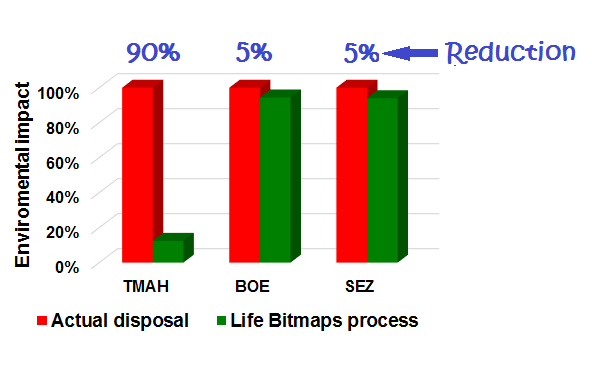 90% 5% 5% Reduction
Enviromental impact
100%
80%
60%
40%
20%
0%
TMAH BOE SEZ
Actual disposal Life Bitmaps process